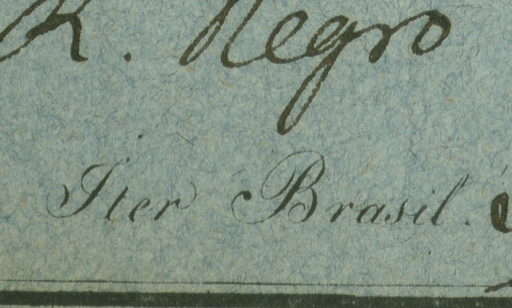 R. Negro
Iter Brasil.